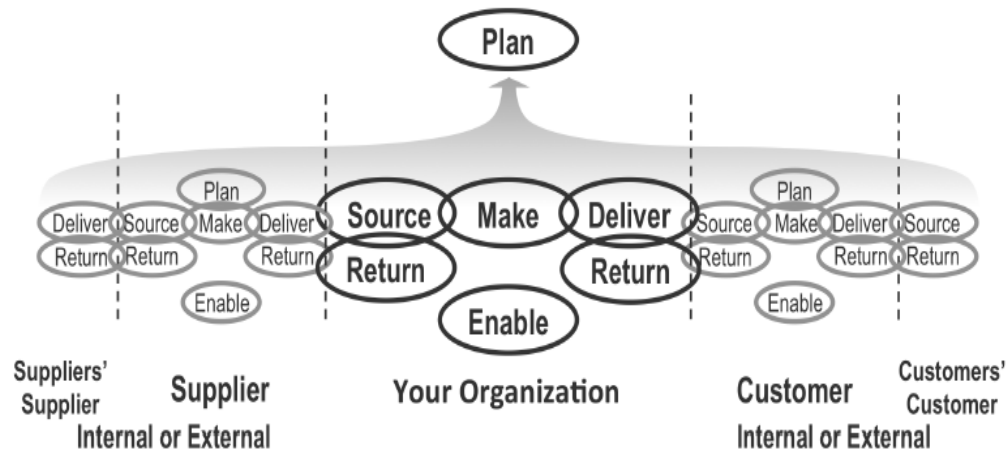 Plan
Plan Plan
Deliver Source Make Deliver Source Make Deliver Source Make Deliver Source
Return Return Return Return Return Return Return Return
Enable Enable Enable
Suppliers' Supplier Your Organization Customer Customers'
Supplier Customer
Internal or External Internal or External